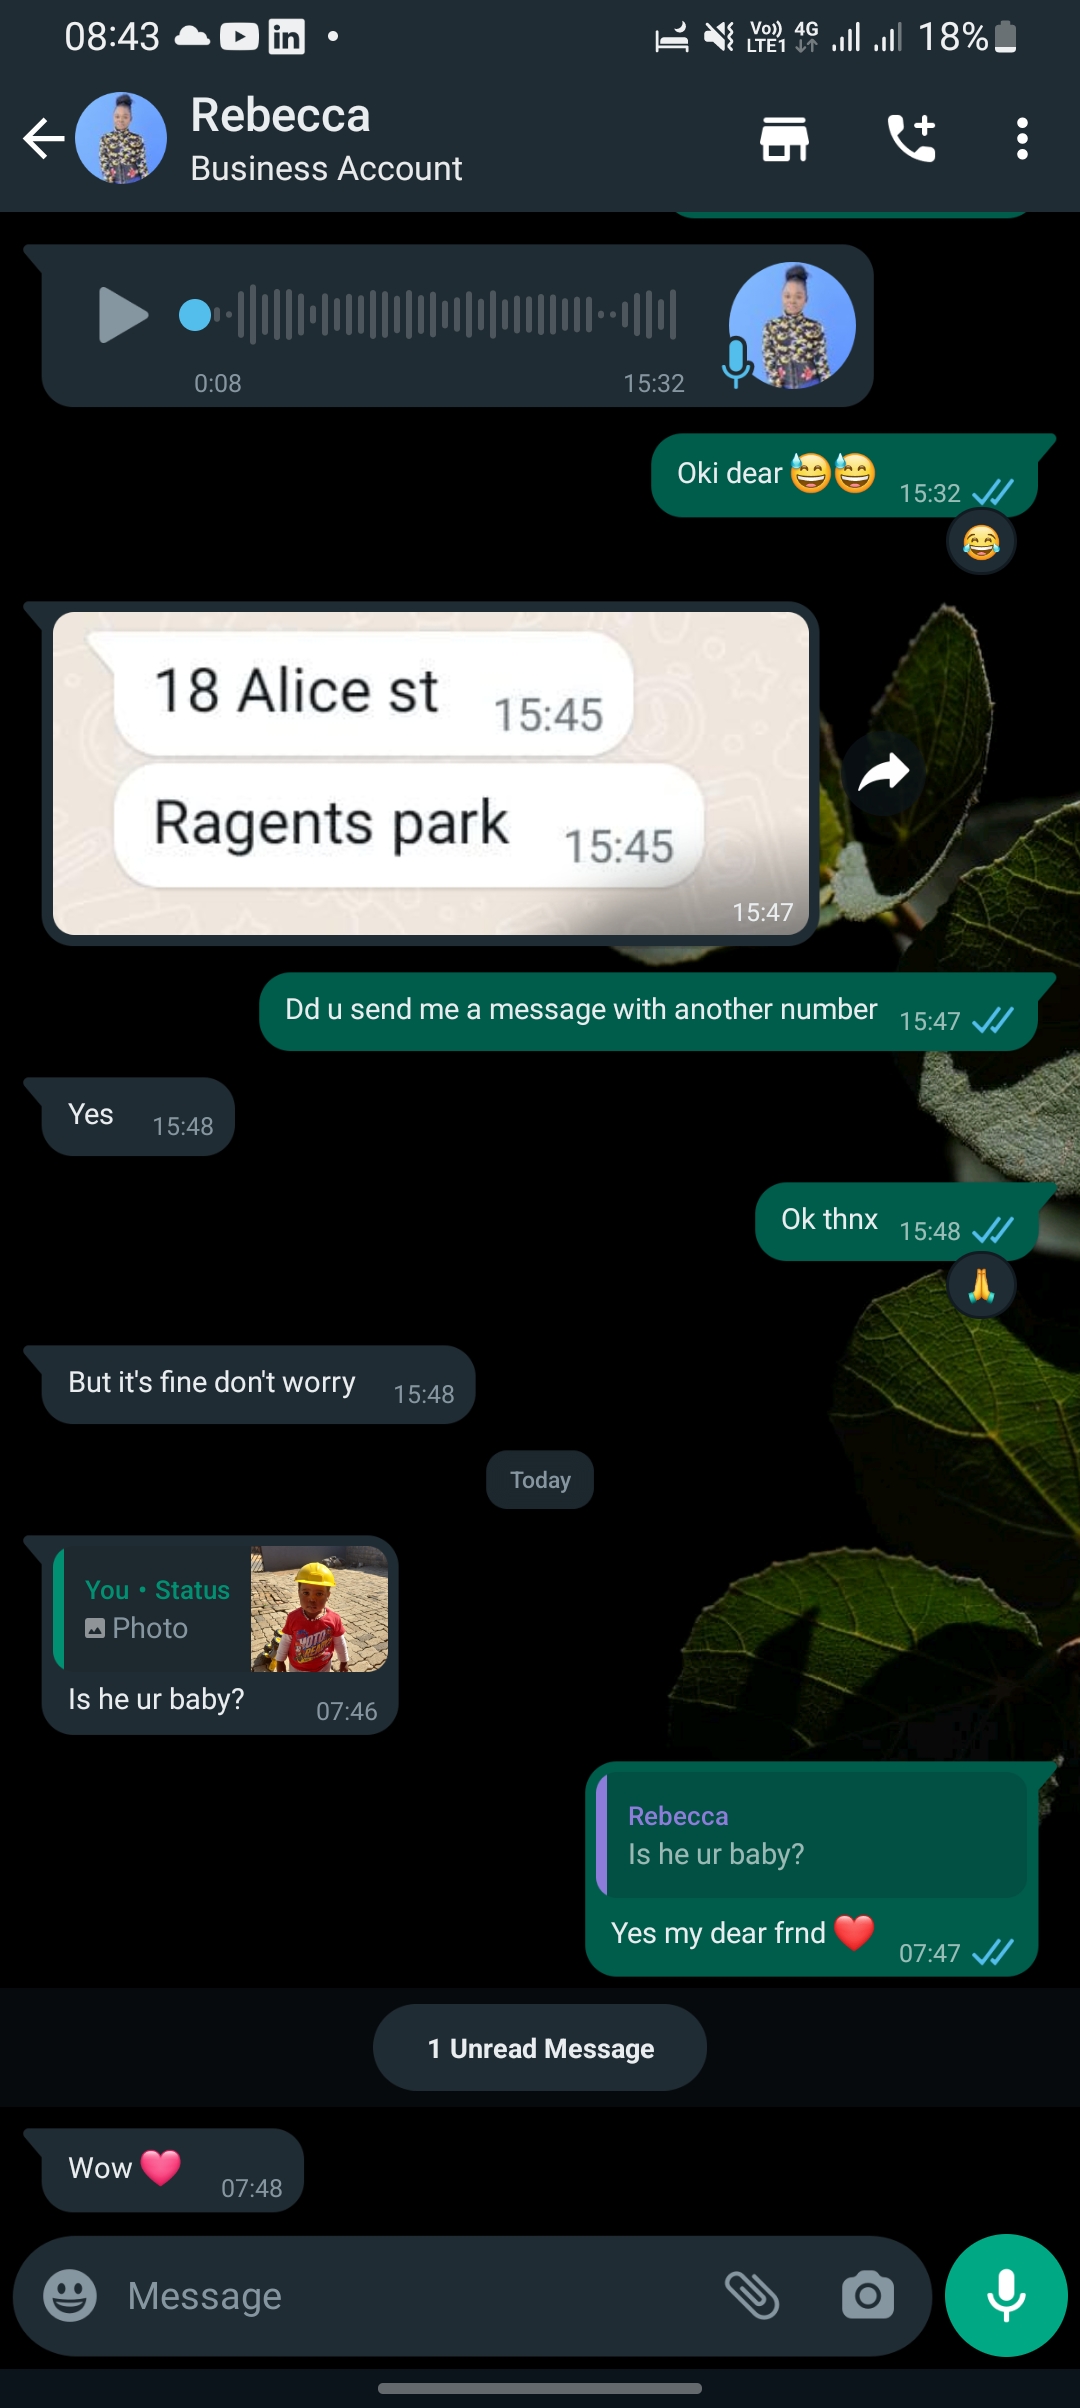 08:43
Vo)) LTE1 4G 18%
Rebecca
Business Account
0:08 15:32
Oki dear 😅😅 15:32
😂
18 Alice st 15:45
Ragents park 15:45
15:47
Dd u send me a message with another number 15:47
Yes 15:48
Ok thnx 15:48
🙏
But it's fine don't worry 15:48
Today
You • Status
Photo
Is he ur baby? 07:46
Rebecca
Is he ur baby?
Yes my dear frnd ❤️ 07:47
1 Unread Message
Wow 💗 07:48
Message